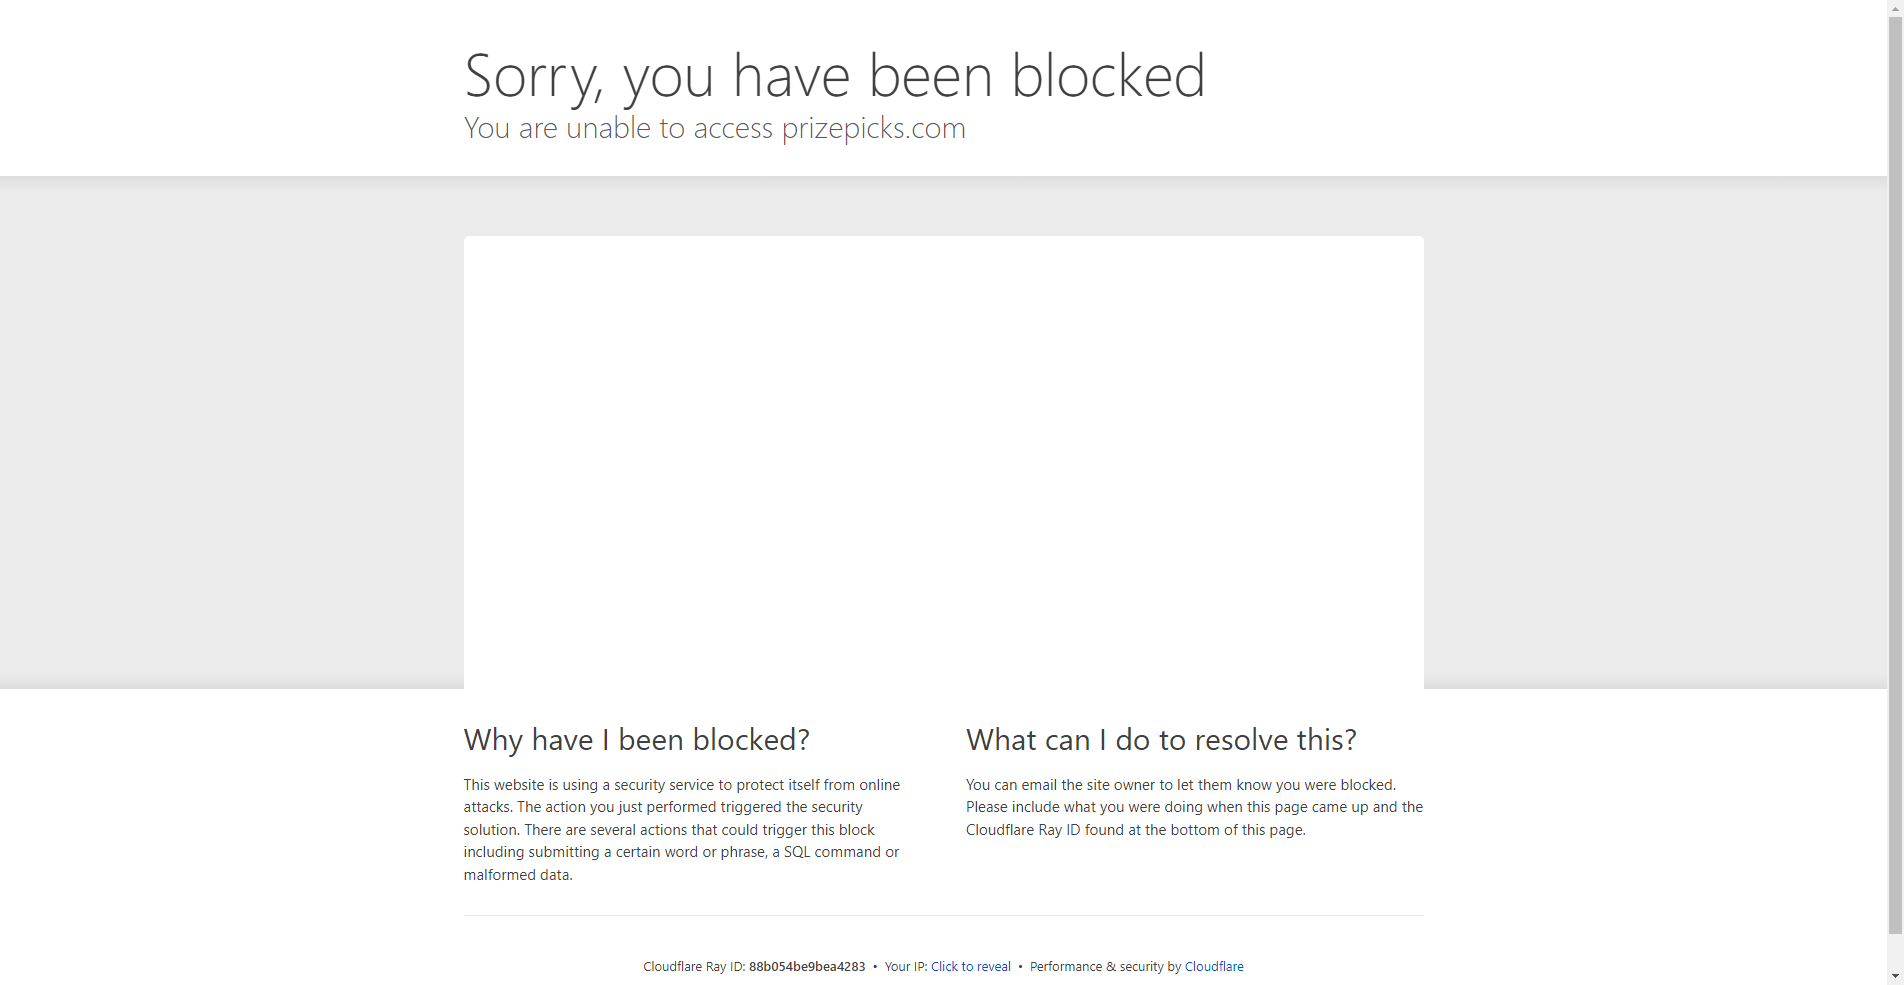 Sorry, you have been blocked
You are unable to access prizepicks.com
Why have I been blocked?
This website is using a security service to protect itself from online
attacks. The action you just performed triggered the security
solution. There are several actions that could trigger this block
including submitting a certain word or phrase, a SQL command or
malformed data.
What can I do to resolve this?
You can email the site owner to let them know you were blocked.
Please include what you were doing when this page came up and the
Cloudflare Ray ID found at the bottom of this page.
Cloudflare Ray ID: 88b054be9bea4283 • Your IP: Click to reveal • Performance & security by Cloudflare